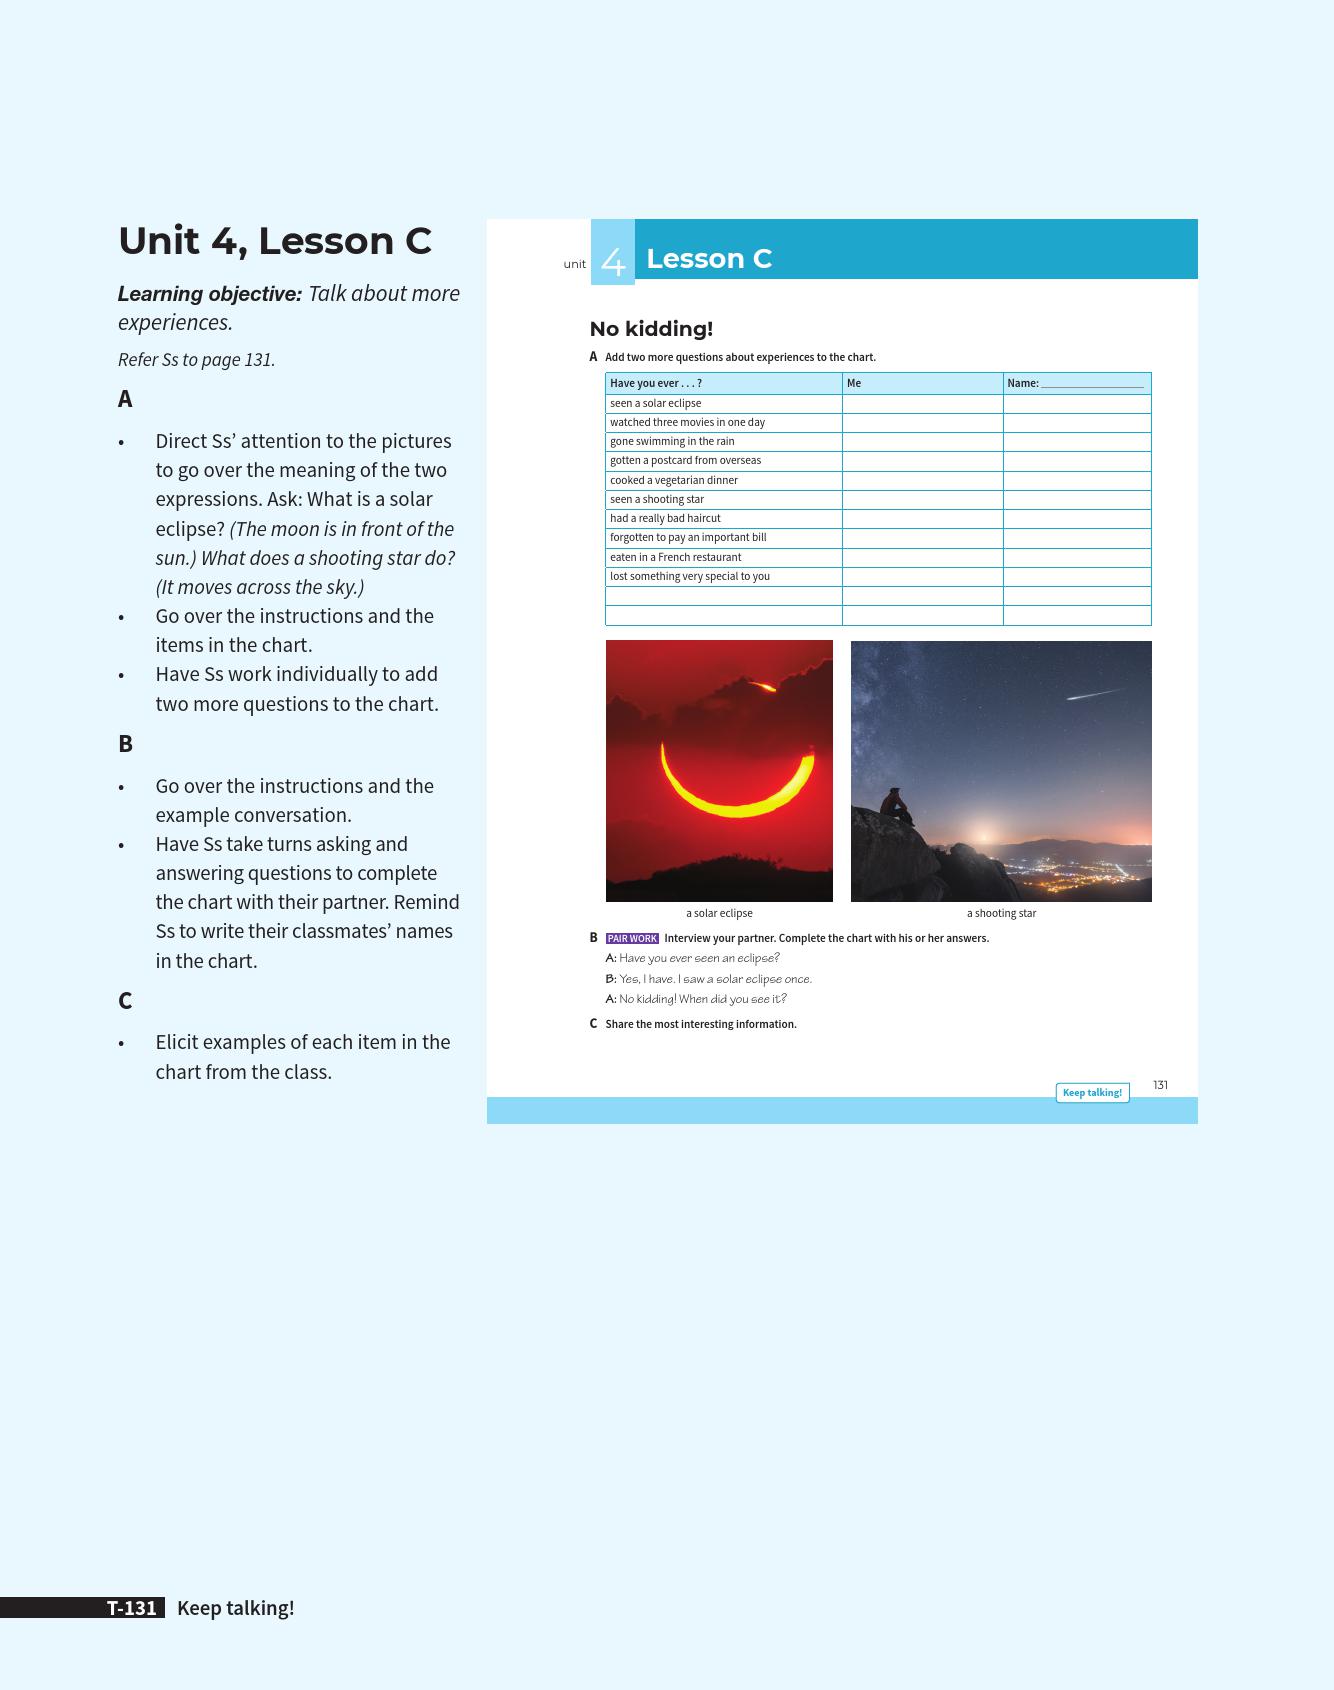 Unit 4, Lesson C
Learning objective: Talk about more
experiences.
Refer Ss to page 131.
A
• Direct Ss’ attention to the pictures
to go over the meaning of the two
expressions. Ask: What is a solar
eclipse? (The moon is in front of the
sun.) What does a shooting star do?
(It moves across the sky.)
• Go over the instructions and the
items in the chart.
• Have Ss work individually to add
two more questions to the chart.
B
• Go over the instructions and the
example conversation.
• Have Ss take turns asking and
answering questions to complete
the chart with their partner. Remind
Ss to write their classmates’ names
in the chart.
C
• Elicit examples of each item in the
chart from the class.
unit 4 Lesson C
No kidding!
A Add two more questions about experiences to the chart.
Have you ever . . . ? Me Name:
seen a solar eclipse
watched three movies in one day
gone swimming in the rain
gotten a postcard from overseas
cooked a vegetarian dinner
seen a shooting star
had a really bad haircut
forgotten to pay an important bill
eaten in a French restaurant
lost something very special to you
a solar eclipse a shooting star
B PAIR WORK Interview your partner. Complete the chart with his or her answers.
A: Have you ever seen an eclipse?
B: Yes, I have. I saw a solar eclipse once.
A: No kidding! When did you see it?
C Share the most interesting information.
Keep talking! 131
T-131 Keep talking!